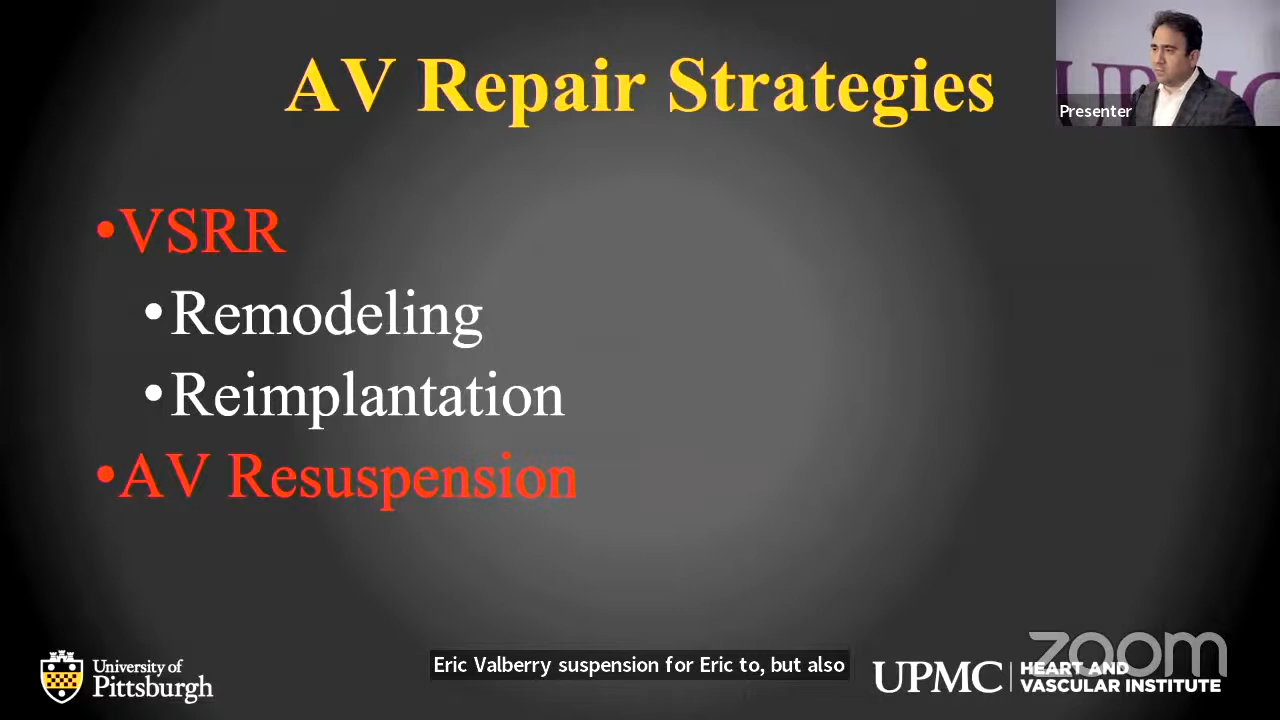 AV Repair Strategies
UPMC
Presenter
•VSRR
•Remodeling
•Reimplantation
•AV Resuspension
Eric Valberry suspension for Eric to, but also
zoom
University of
Pittsburgh
UPMC
HEART AND
VASCULAR INSTITUTE